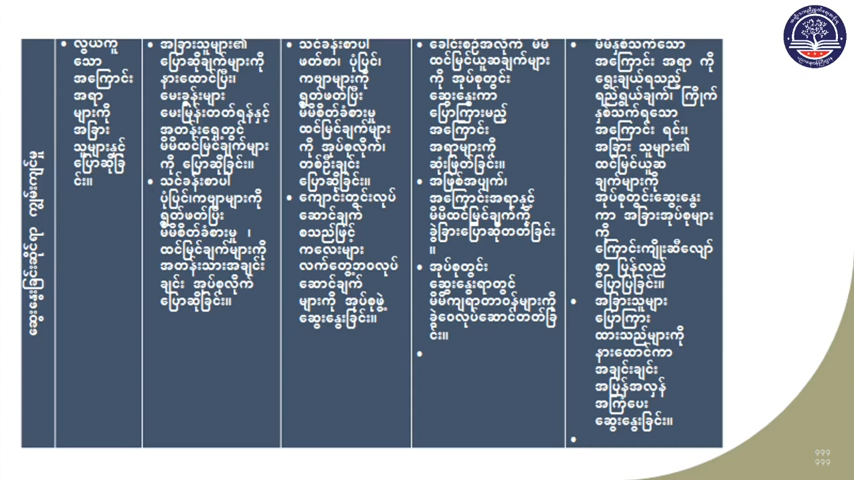 ဆွေးနွေးခြင်းဆိုင်ရာ ကျွမ်းကျင်မှု
• လွယ်ကူ
သော
အကြောင်း
အရာ
များကို
အခြား
သူများနှင့်
ပြောဆိုခြ
င်း။
• အခြားသူများ၏
ပြောဆိုချက်များကို
နားထောင်ပြီး၊
မေးခွန်းများ
မေးမြန်းတတ်ရန်နှင့်
အတန်းရှေ့တွင်
မိမိထင်မြင်ချက်များ
ကို ပြောဆိုခြင်း။
• သင်ခန်းစာပါ
ပုံပြင်၊ကဗျာများကို
ရွတ်ဖတ်ပြီး
မိမိစိတ်ခံစားမှု ၊
ထင်မြင်ချက်များကို
အတန်းသားအချင်း
ချင်း အုပ်စုလိုက်
ပြောဆိုခြင်း။
• သင်ခန်းစာပါ
ဖတ်စာ၊ ပုံပြင်၊
ကဗျာများကို
ရွတ်ဖတ်ပြီး
မိမိစိတ်ခံစားမှု
ထင်မြင်ချက်များ
ကို အုပ်စုလိုက်၊
တစ်ဦးချင်း
ပြောဆိုခြင်း။
• ကျောင်းတွင်းလုပ်
ဆောင်ချက်
စသည်ဖြင့်
ကလေးများ
လက်တွေ့ဘဝလုပ်
ဆောင်ချက်
များကို အုပ်စုဖွဲ့
ဆွေးနွေးခြင်း။
• ခေါင်းစဉ်အလိုက် မိမိ
ထင်မြင်ယူဆချက်များ
ကို အုပ်စုတွင်း
ဆွေးနွေးကာ
ပြောကြားမည့်
အကြောင်း
အရာများကို
ဆုံးဖြတ်ခြင်း။
• အဖြစ်အပျက်၊
အကြောင်းအရာနှင့်
မိမိထင်မြင်ချက်ကို
ခွဲခြားပြောဆိုတတ်ခြင်း
။
• အုပ်စုတွင်း
ဆွေးနွေးရာတွင်
မိမိကျရာတာဝန်များကို
ခွဲဝေလုပ်ဆောင်တတ်ခြ
င်း။
•
• မိမိနှစ်သက်သော
အကြောင်း အရာ ကို
ရွေးချယ်ရသည့်
ရည်ရွယ်ချက်၊ ကြိုက်
နှစ်သက်ရသော
အကြောင်း ရင်း၊
အခြား သူများ၏
ထင်မြင်ယူဆ
ချက်များကို
အုပ်စုတွင်းဆွေးနွေး
ကာ အခြားအုပ်စုများ
ကို
ကြောင်းကျိုးဆီလျော်
စွာ ပြန်လည်
ပြောပြခြင်း။
• အခြားသူများ
ပြောကြား
ထားသည်များကို
နားထောင်ကာ
အချင်းချင်း
အပြန်အလှန်
အကြံပေး
ဆွေးနွေးခြင်း။
•